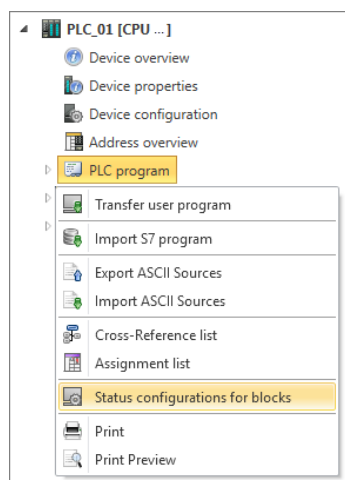 PLC_01 [CPU ...]
Device overview
Device properties
Device configuration
Address overview
PLC program
Transfer user program
Import S7 program
Export ASCII Sources
Import ASCII Sources
Cross-Reference list
Assignment list
Status configurations for blocks
Print
Print Preview